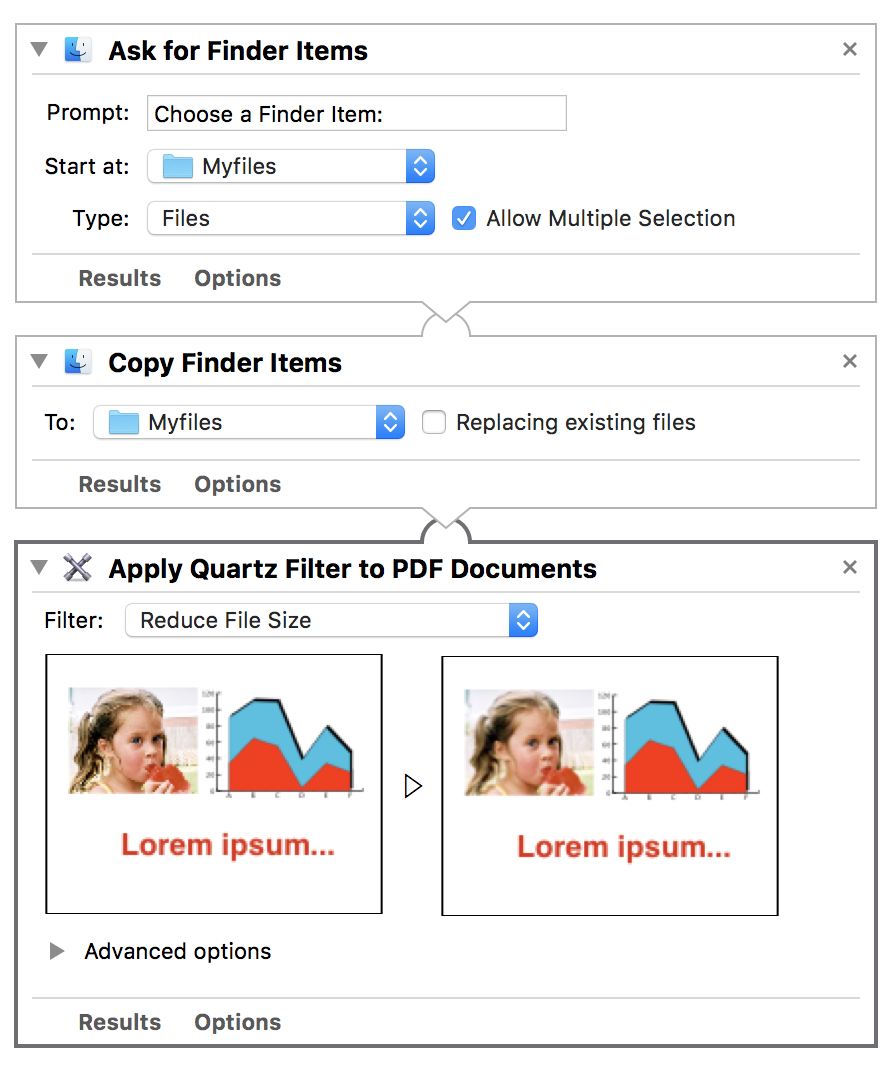 Ask for Finder Items
Prompt: Choose a Finder Item:
Start at: Myfiles
Type: Files Allow Multiple Selection
Results Options
Copy Finder Items
To: Myfiles Replacing existing files
Results Options
Apply Quartz Filter to PDF Documents
Filter: Reduce File Size
Lorem ipsum... Lorem ipsum...
Advanced options
Results Options